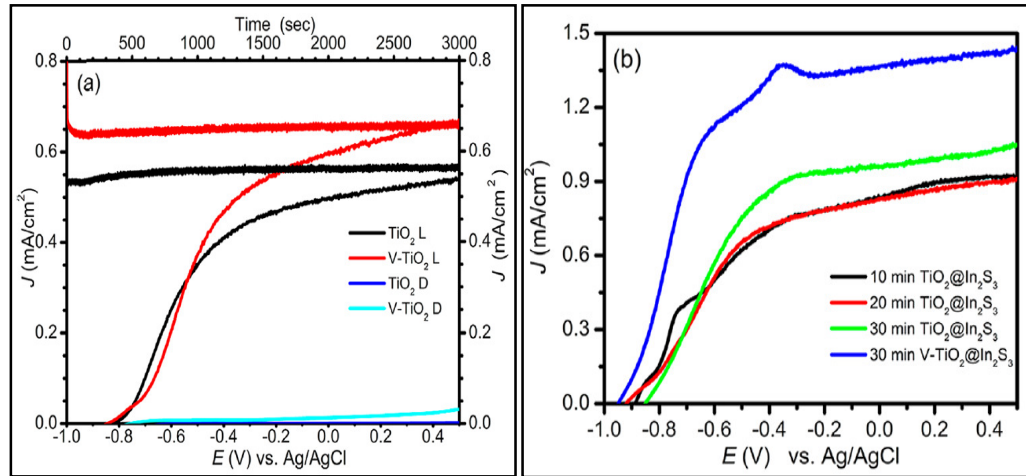 Time (sec)
0 500 1000 1500 2000 2500 3000
(a)
J (mA/cm²)
0.8
0.6
0.4
0.2
0.0
TiO₂ L
V-TiO₂ L
TiO₂ D
V-TiO₂ D
0.8
0.6
0.4
0.2
0.0
J (mA/cm²)
-1.0 -0.8 -0.6 -0.4 -0.2 0.0 0.2 0.4
E (V) vs. Ag/AgCl
(b)
J (mA/cm²)
1.5
1.2
0.9
0.6
0.3
0.0
10 min TiO₂@In₂S₃
20 min TiO₂@In₂S₃
30 min TiO₂@In₂S₃
30 min V-TiO₂@In₂S₃
-1.0 -0.8 -0.6 -0.4 -0.2 0.0 0.2 0.4
E (V) vs. Ag/AgCl